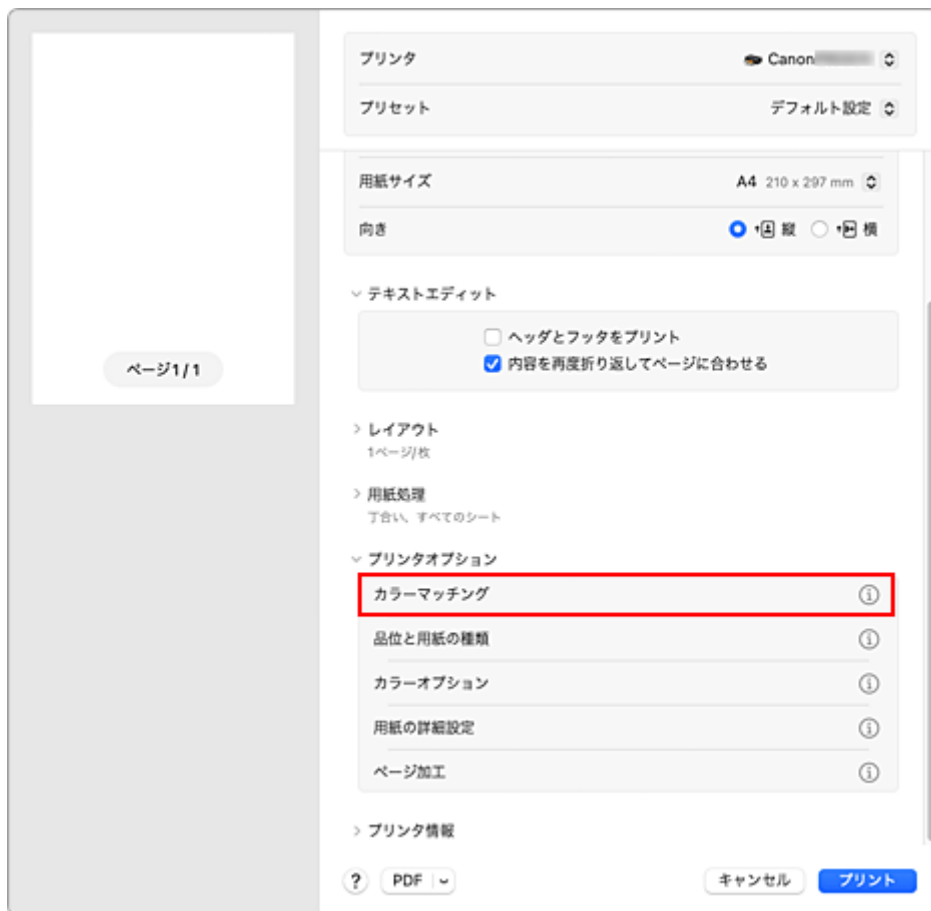 プリンタ Canon
プリセット デフォルト設定
用紙サイズ A4 210 x 297 mm
向き 縦 横
テキストエディット
ヘッダとフッタをプリント
内容を再度折り返してページに合わせる
ページ1/1
レイアウト
1ページ/枚
用紙処理
丁合い、すべてのシート
プリンタオプション
カラーマッチング
品位と用紙の種類
カラーオプション
用紙の詳細設定
ページ加工
プリンタ情報
? PDF キャンセル プリント